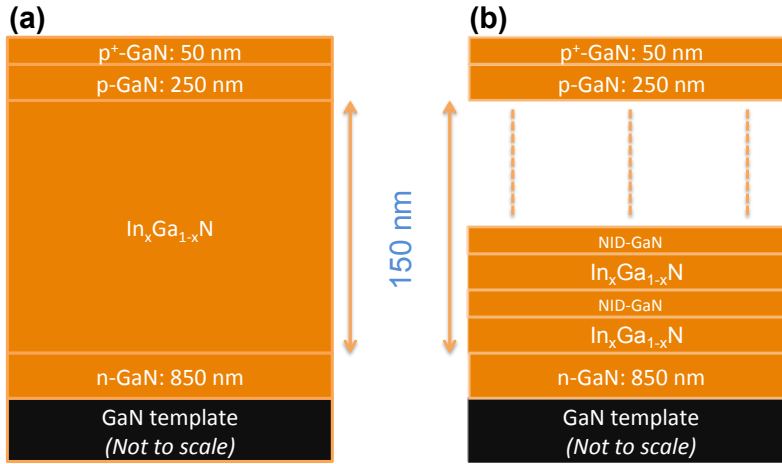 (a)
p⁺-GaN: 50 nm
p-GaN: 250 nm
InₓGa₁₋ₓN
n-GaN: 850 nm
GaN template
(Not to scale)
150 nm
(b)
p⁺-GaN: 50 nm
p-GaN: 250 nm
NID-GaN
InₓGa₁₋ₓN
NID-GaN
InₓGa₁₋ₓN
n-GaN: 850 nm
GaN template
(Not to scale)